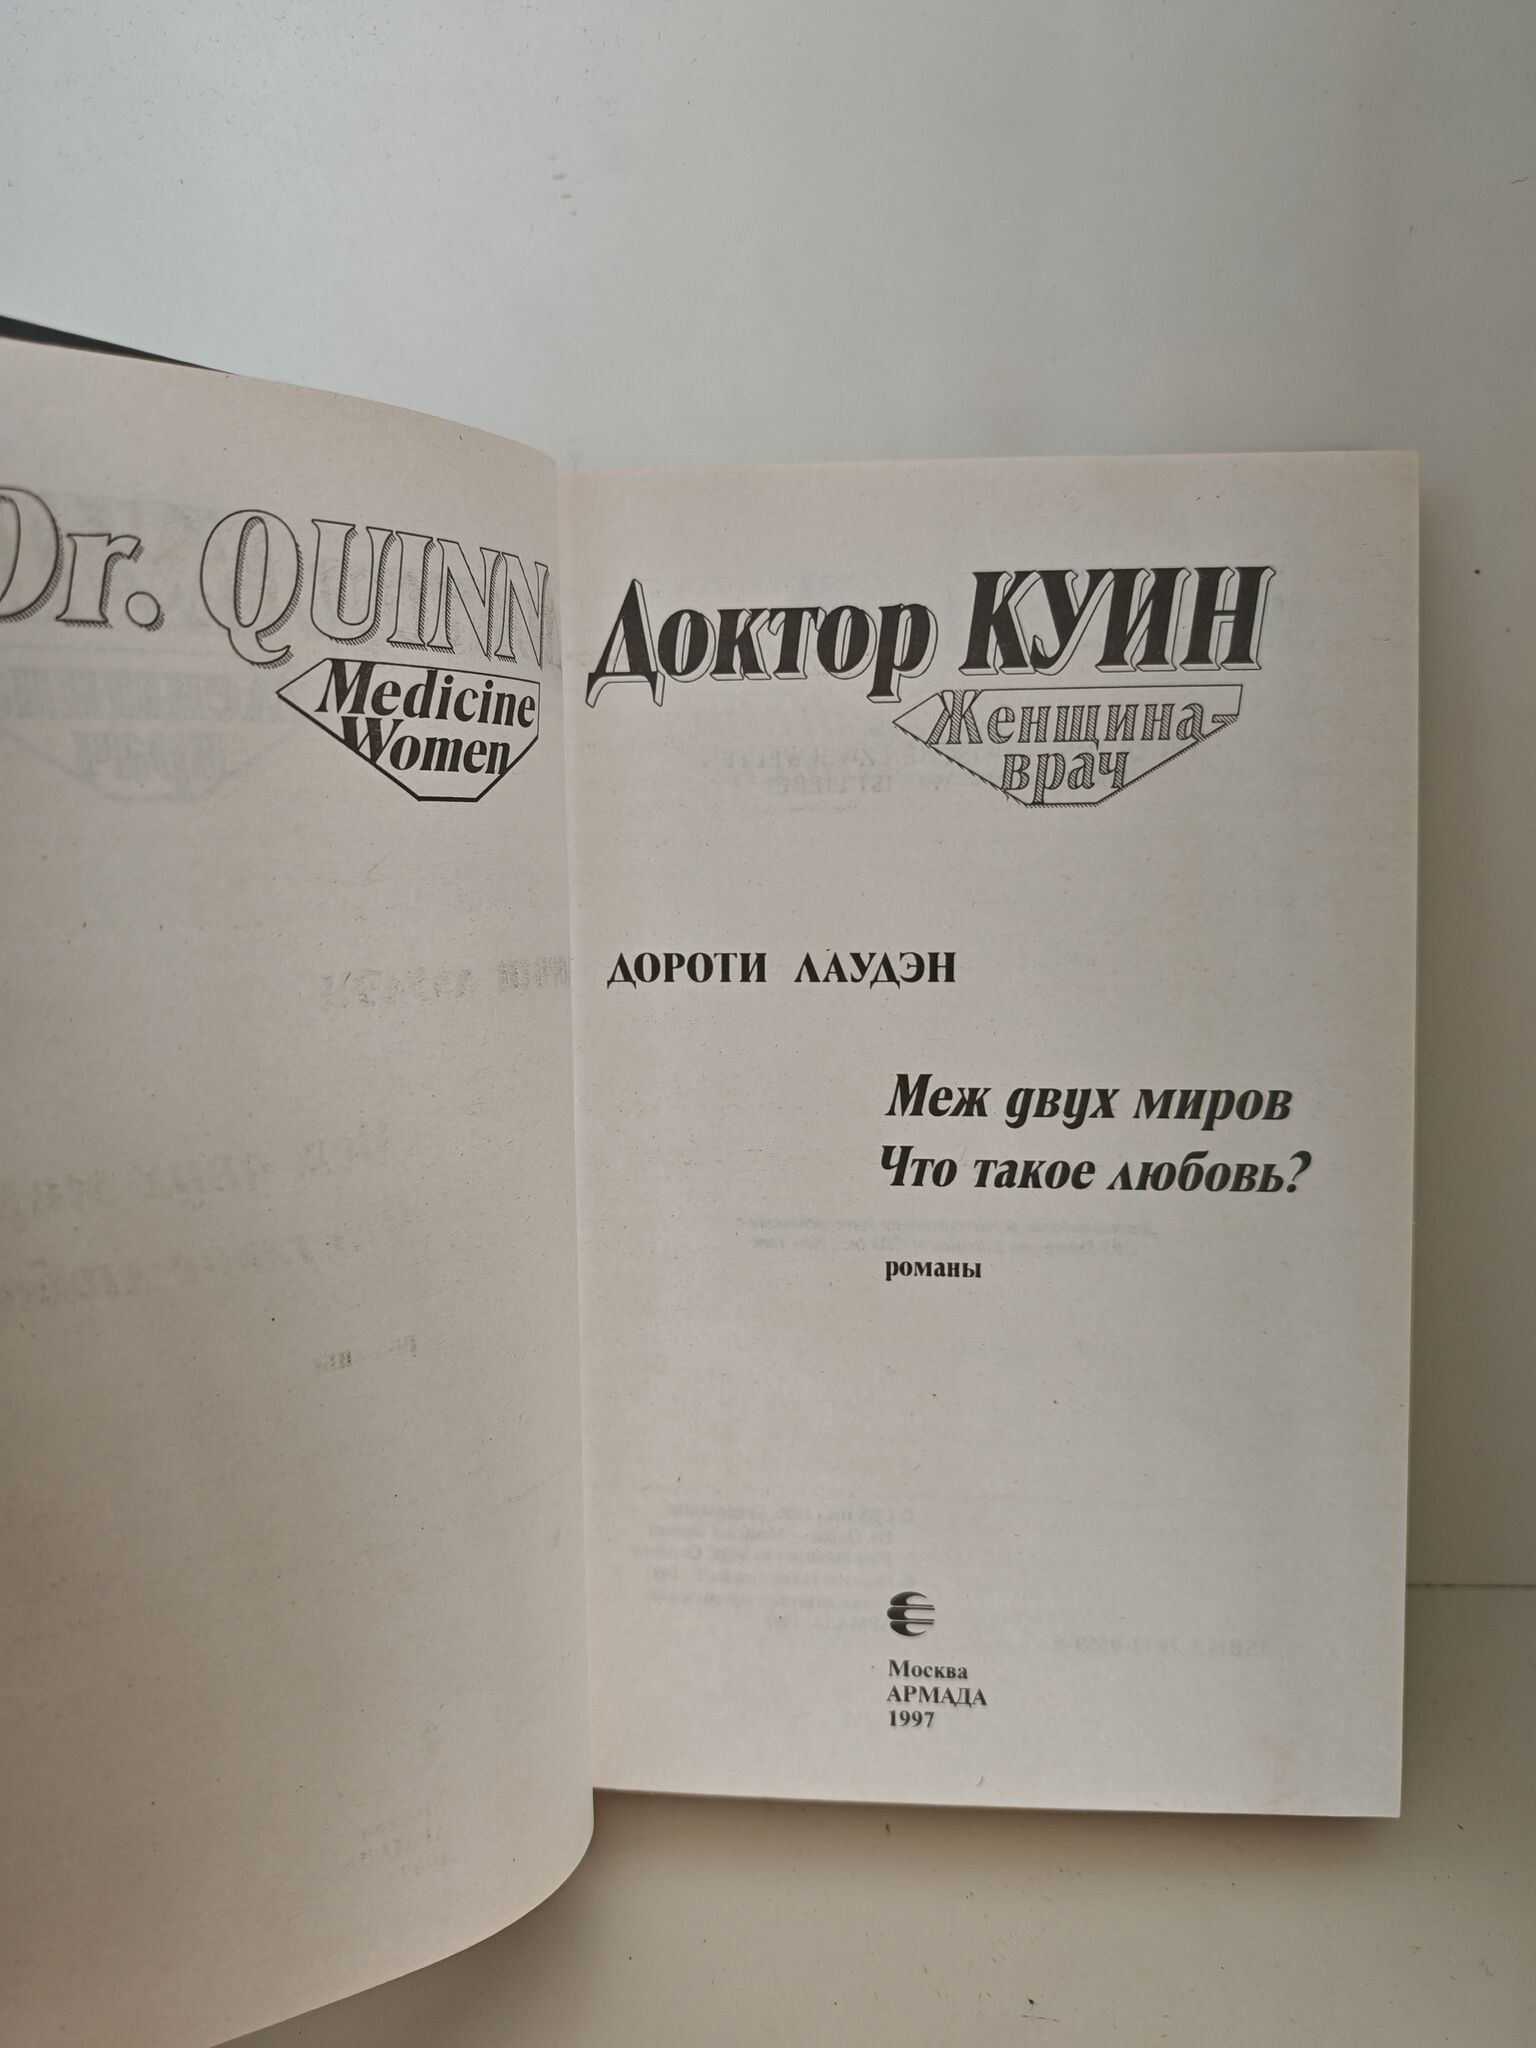 Dr. QUINN
Medicine
Women
Доктор КУИН
Женщина-
врач
ДОРОТИ ЛАУДЭН
Меж двух миров
Что такое любовь?
романы
Москва
АРМАДА
1997